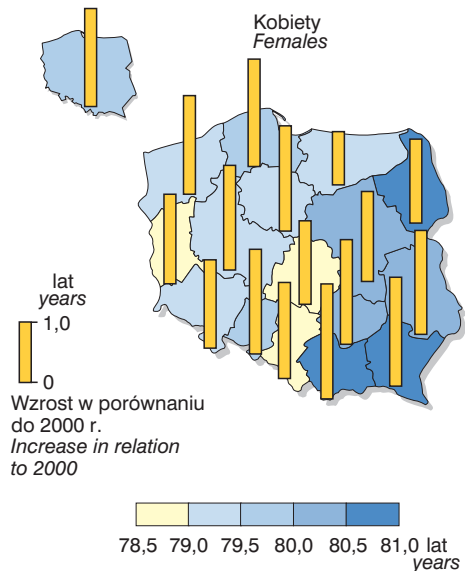 Kobiety
Females
lat
years
1,0
0
Wzrost w porównaniu
do 2000 r.
Increase in relation
to 2000
78,5 79,0 79,5 80,0 80,5 81,0 lat
years